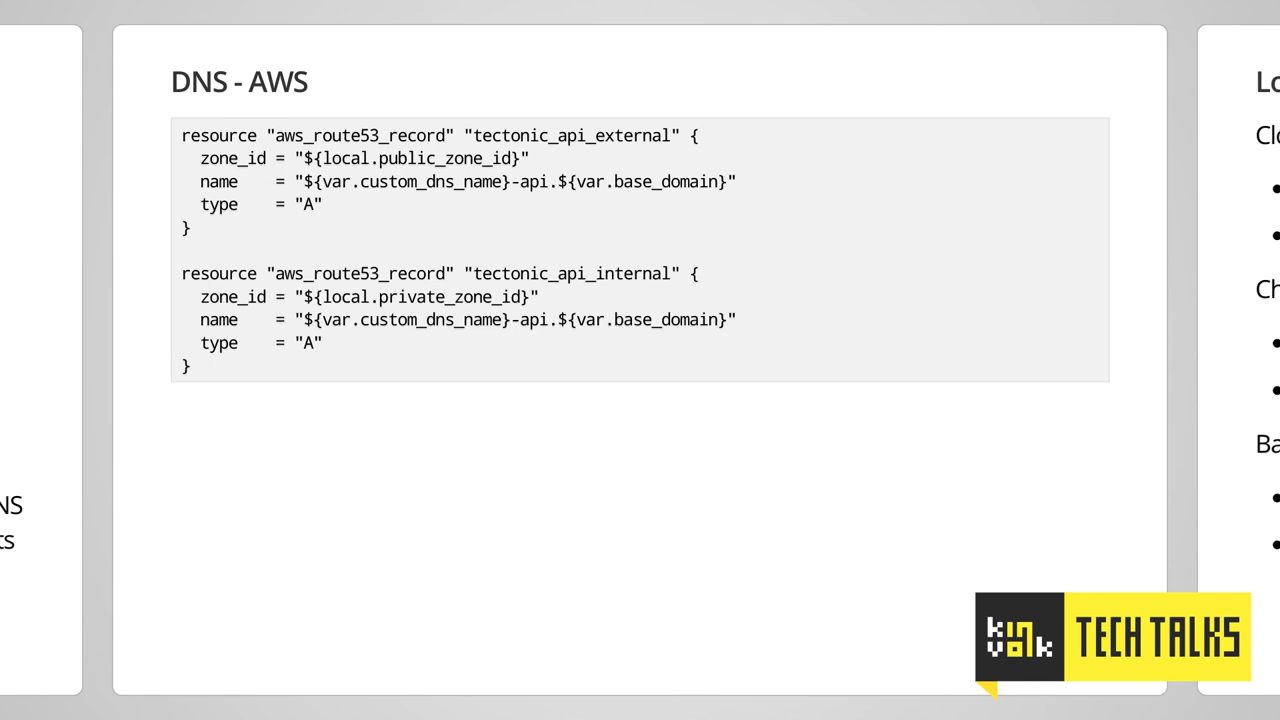 DNS - AWS
resource "aws_route53_record" "tectonic_api_external" {
  zone_id = "${local.public_zone_id}"
  name    = "${var.custom_dns_name}-api.${var.base_domain}"
  type    = "A"
}
resource "aws_route53_record" "tectonic_api_internal" {
  zone_id = "${local.private_zone_id}"
  name    = "${var.custom_dns_name}-api.${var.base_domain}"
  type    = "A"
}
kinvolk TECH TALKS